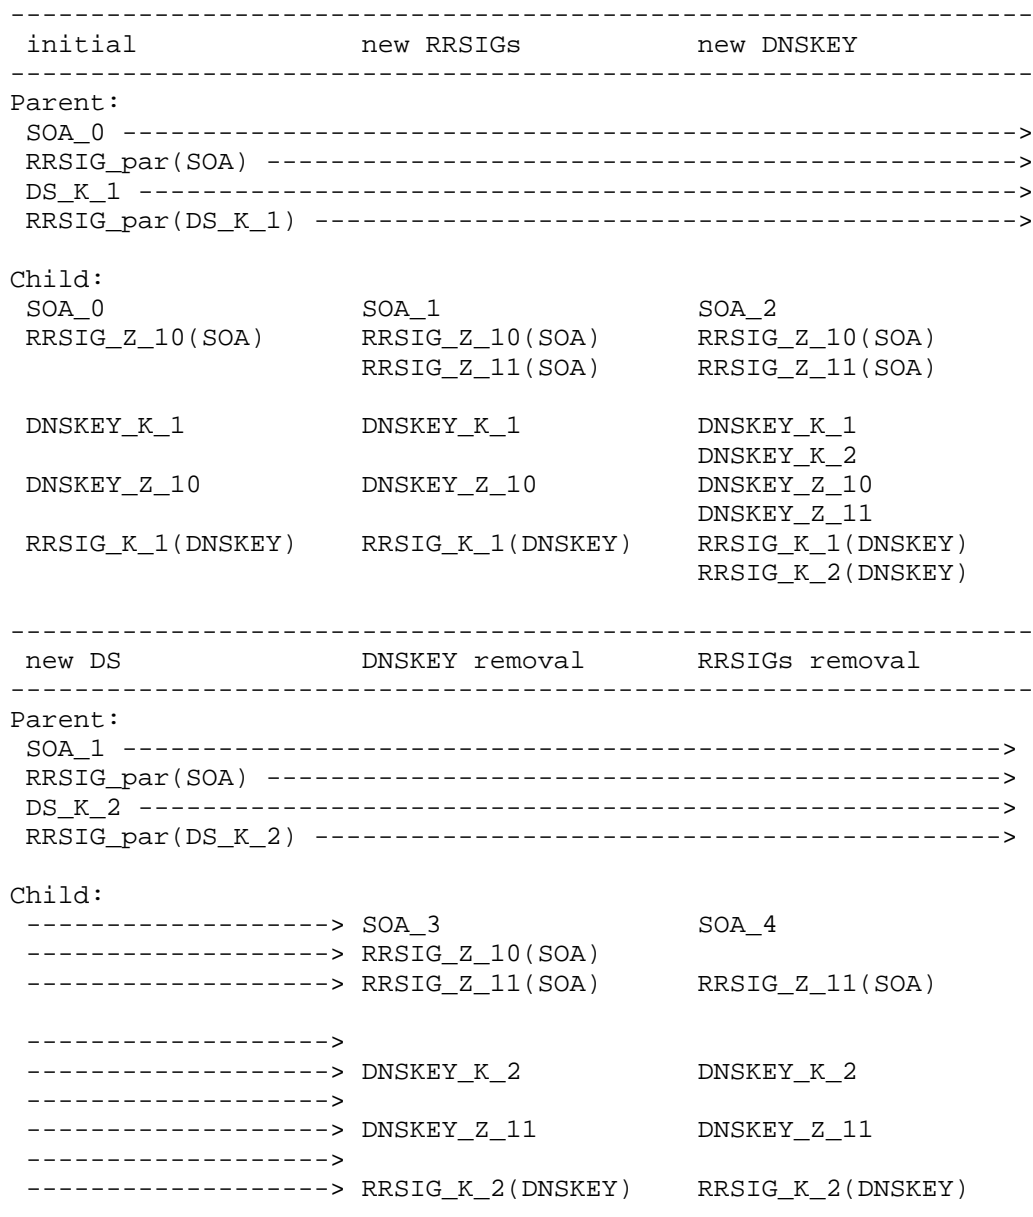 ----------------------------------------------------------------
 initial              new RRSIGs           new DNSKEY
----------------------------------------------------------------
Parent:
 SOA_0 -------------------------------------------------------->
 RRSIG_par(SOA) ----------------------------------------------->
 DS_K_1 ------------------------------------------------------->
 RRSIG_par(DS_K_1) -------------------------------------------->

Child:
 SOA_0                SOA_1                SOA_2
 RRSIG_Z_10(SOA)      RRSIG_Z_10(SOA)      RRSIG_Z_10(SOA)
                      RRSIG_Z_11(SOA)      RRSIG_Z_11(SOA)

 DNSKEY_K_1           DNSKEY_K_1           DNSKEY_K_1
                                           DNSKEY_K_2
 DNSKEY_Z_10          DNSKEY_Z_10          DNSKEY_Z_10
                                           DNSKEY_Z_11
 RRSIG_K_1(DNSKEY)    RRSIG_K_1(DNSKEY)    RRSIG_K_1(DNSKEY)
                                           RRSIG_K_2(DNSKEY)

----------------------------------------------------------------
 new DS               DNSKEY removal       RRSIGs removal
----------------------------------------------------------------
Parent:
 SOA_1 ------------------------------------------------------->
 RRSIG_par(SOA) ---------------------------------------------->
 DS_K_2 ------------------------------------------------------>
 RRSIG_par(DS_K_2) ------------------------------------------->

Child:
 -------------------> SOA_3                SOA_4
 -------------------> RRSIG_Z_10(SOA)
 -------------------> RRSIG_Z_11(SOA)      RRSIG_Z_11(SOA)

 ------------------->
 -------------------> DNSKEY_K_2           DNSKEY_K_2
 ------------------->
 -------------------> DNSKEY_Z_11          DNSKEY_Z_11
 ------------------->
 -------------------> RRSIG_K_2(DNSKEY)    RRSIG_K_2(DNSKEY)